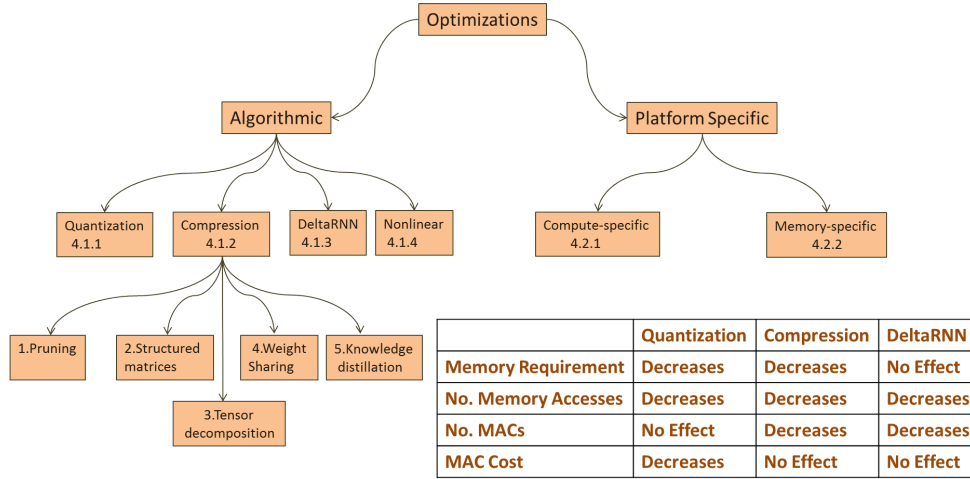 Optimizations
Algorithmic
Platform Specific
Quantization
4.1.1
Compression
4.1.2
DeltaRNN
4.1.3
Nonlinear
4.1.4
Compute-specific
4.2.1
Memory-specific
4.2.2
1.Pruning
2.Structured
matrices
4.Weight
Sharing
5.Knowledge
distillation
3.Tensor
decomposition
Quantization Compression DeltaRNN
Memory Requirement Decreases Decreases No Effect
No. Memory Accesses Decreases Decreases Decreases
No. MACs No Effect Decreases Decreases
MAC Cost Decreases No Effect No Effect